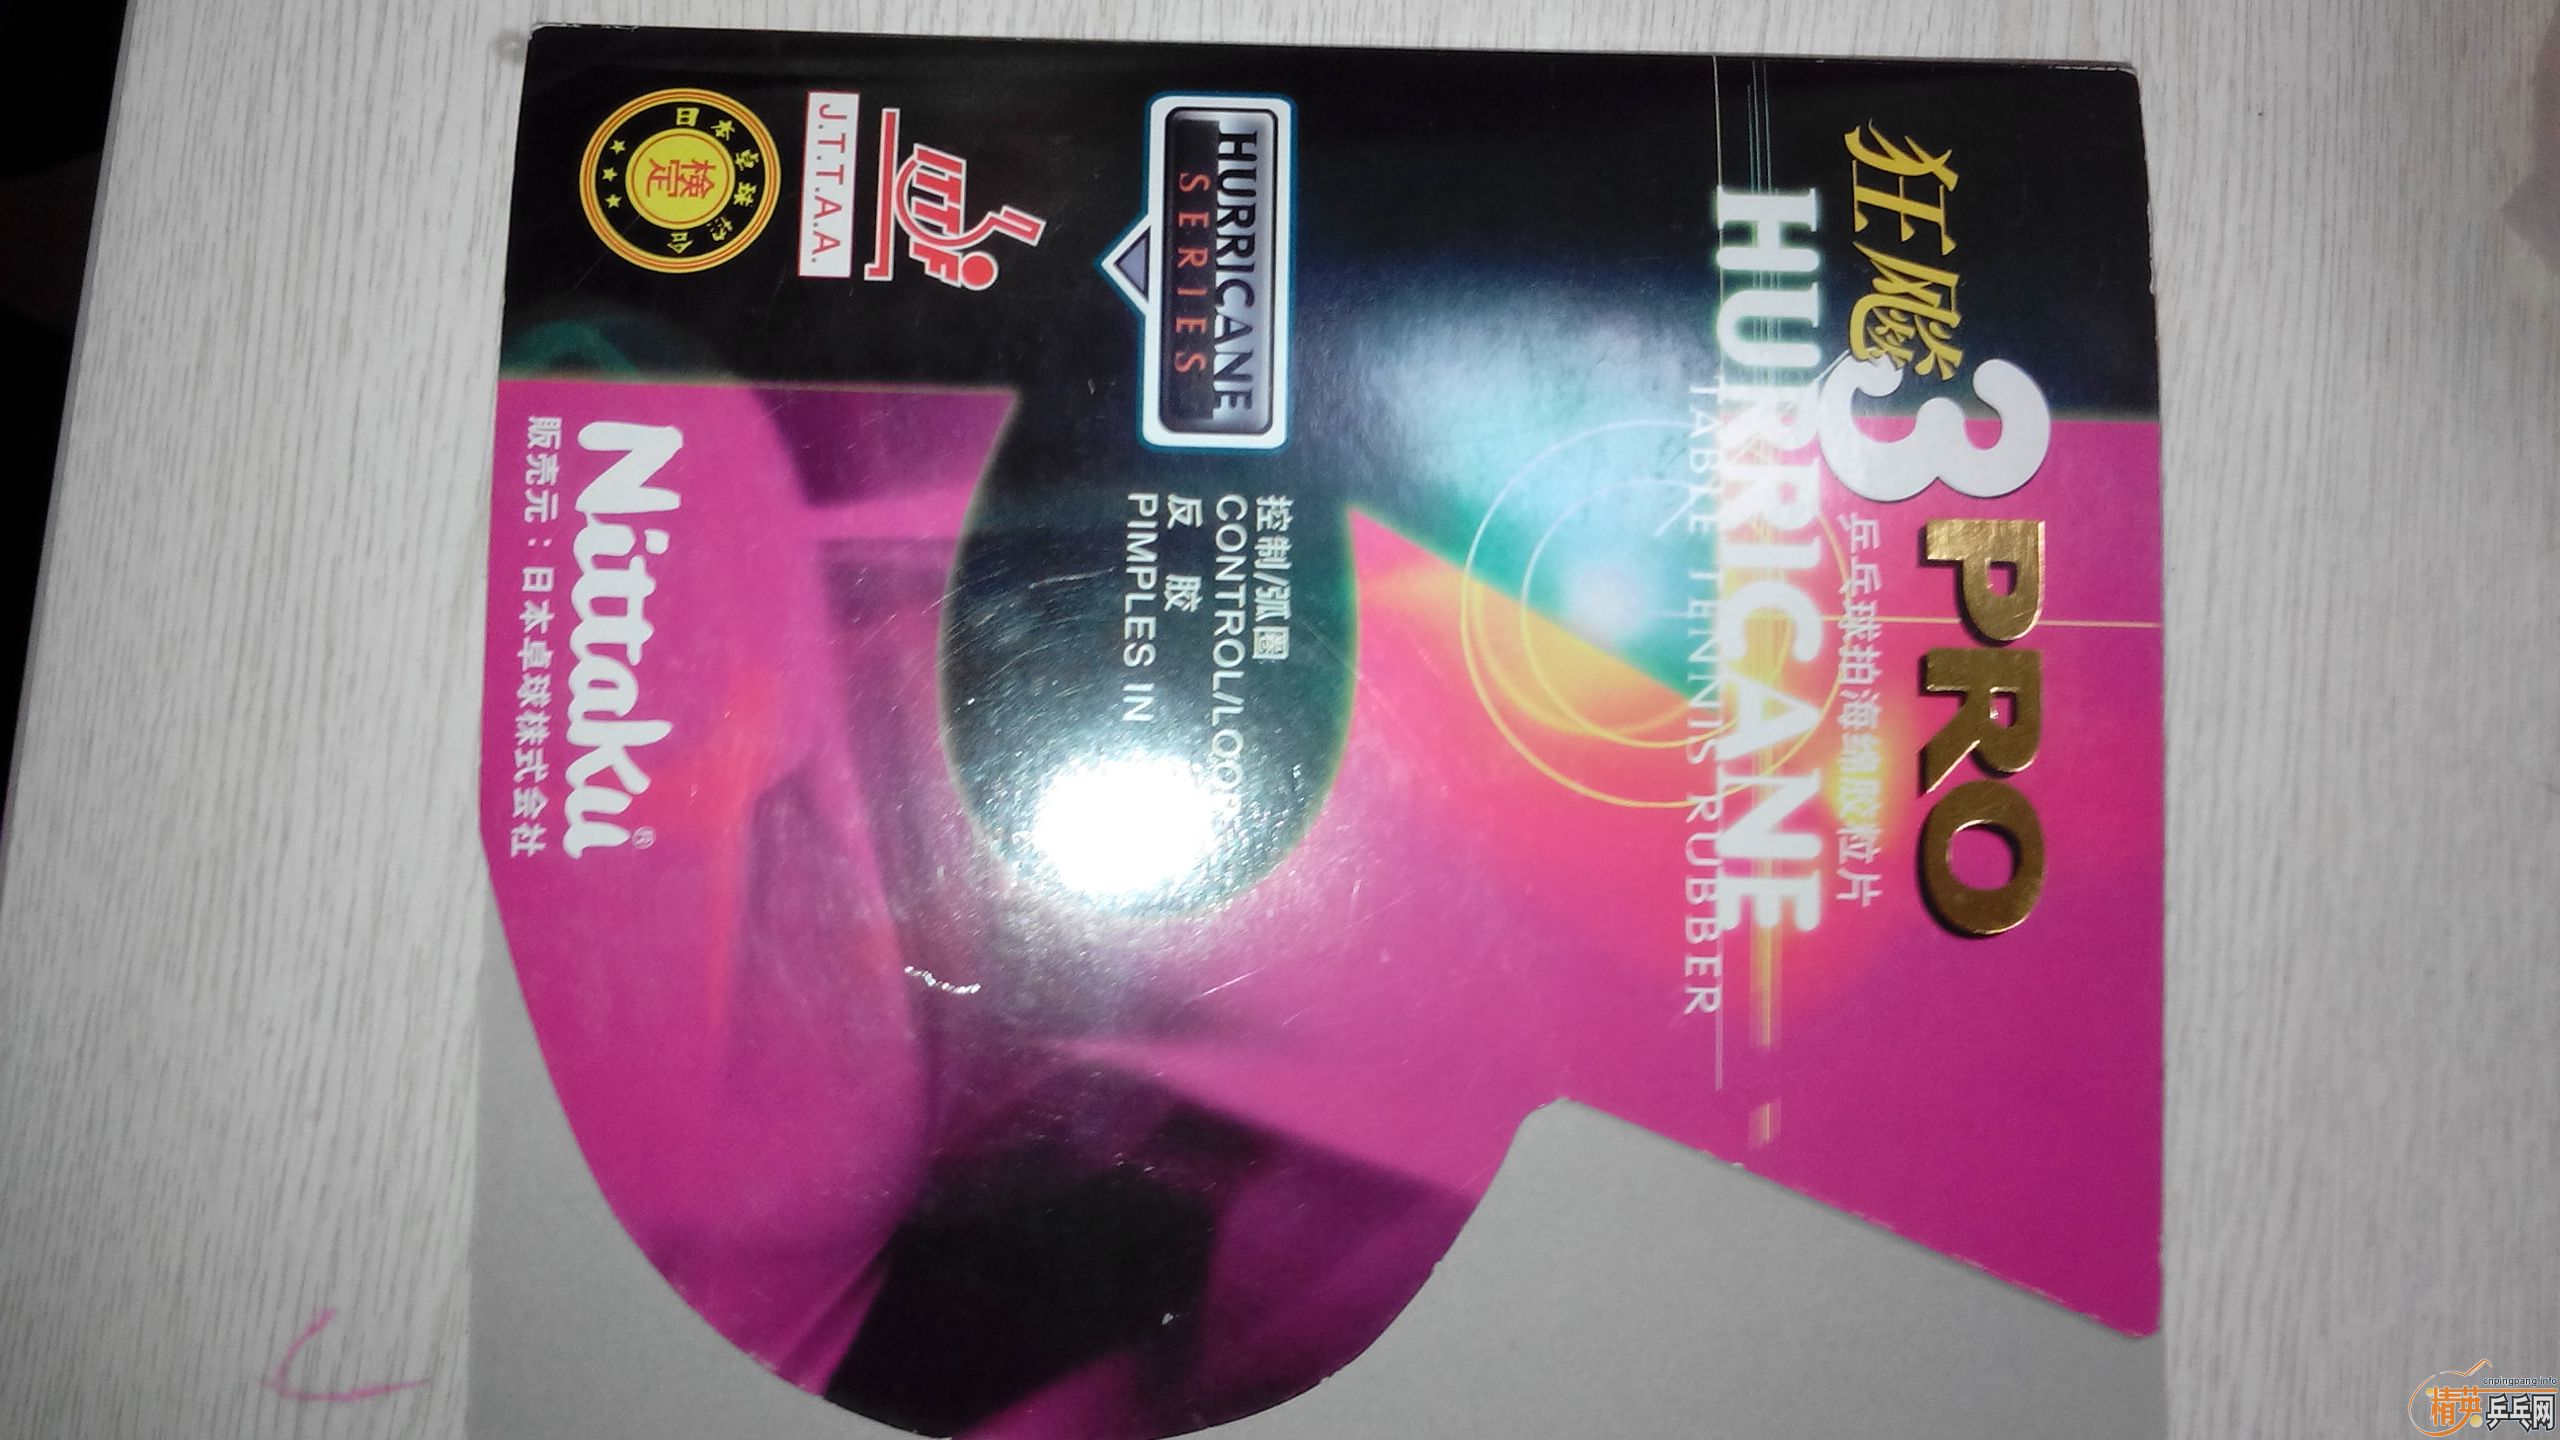 狂飚3 PRO
乒乓球拍海绵胶粒片
HURRICANE
TABLE TENNIS RUBBER
HURRICANE
SERIES
控制/弧圈
CONTROL/LOOP
反 胶
PIMPLES IN
ITTF
J.T.T.A.A.
日本卓球
検定
Nittaku®
販売元：日本卓球株式会社
cnpingpang.info
精英乒乓网